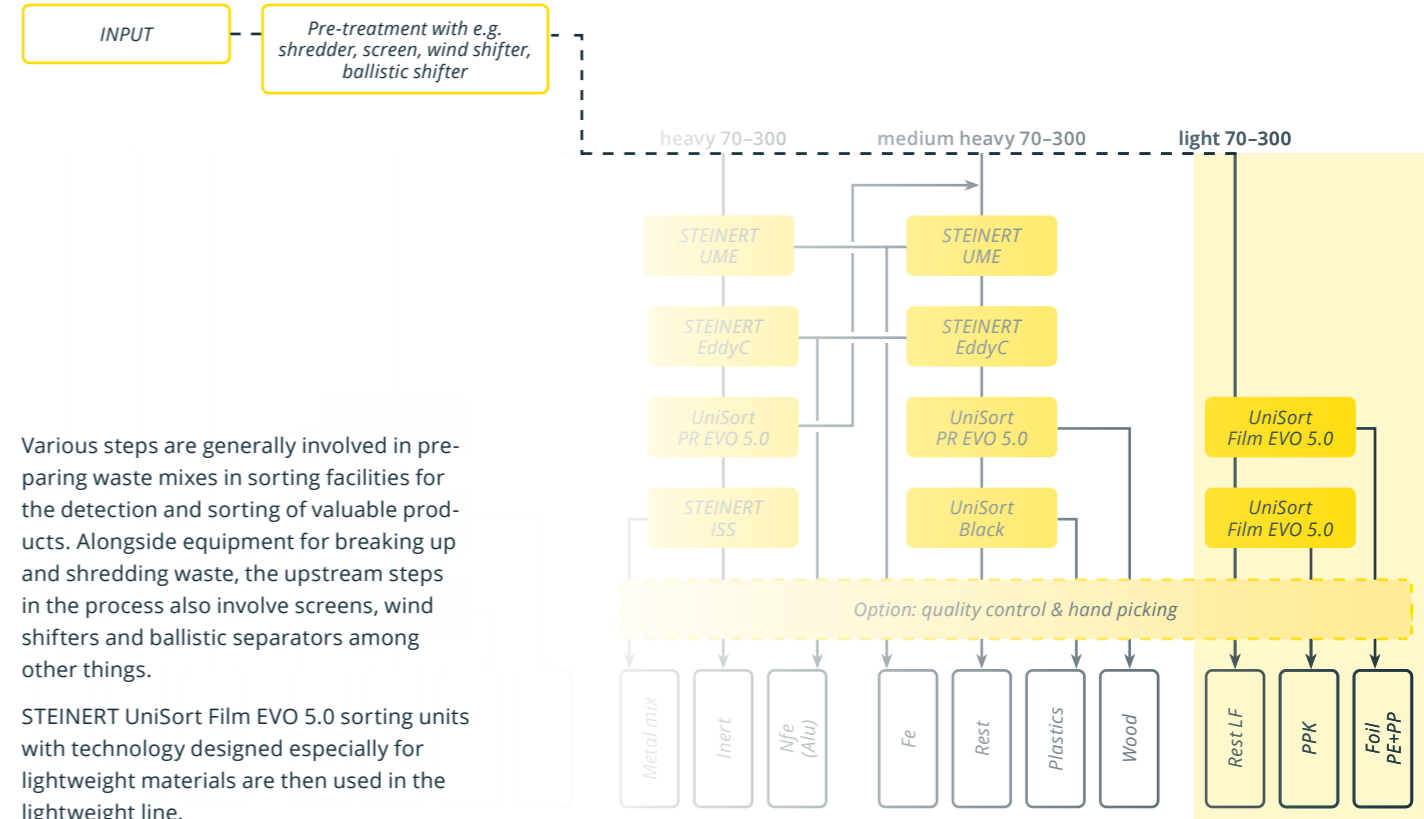 INPUT
Pre-treatment with e.g.
shredder, screen, wind shifter,
ballistic shifter
heavy 70–300
medium heavy 70–300
light 70–300
STEINERT
UME
STEINERT
UME
STEINERT
EddyC
STEINERT
EddyC
UniSort
PR EVO 5.0
UniSort
PR EVO 5.0
UniSort
Film EVO 5.0
STEINERT
ISS
UniSort
Black
UniSort
Film EVO 5.0
Option: quality control & hand picking
Metal mix
Inert
Nfe
(Alu)
Fe
Rest
Plastics
Wood
Rest LF
PPK
Foil
PE+PP
Various steps are generally involved in pre-
paring waste mixes in sorting facilities for
the detection and sorting of valuable prod-
ucts. Alongside equipment for breaking up
and shredding waste, the upstream steps
in the process also involve screens, wind
shifters and ballistic separators among
other things.
STEINERT UniSort Film EVO 5.0 sorting units
with technology designed especially for
lightweight materials are then used in the
lightweight line.